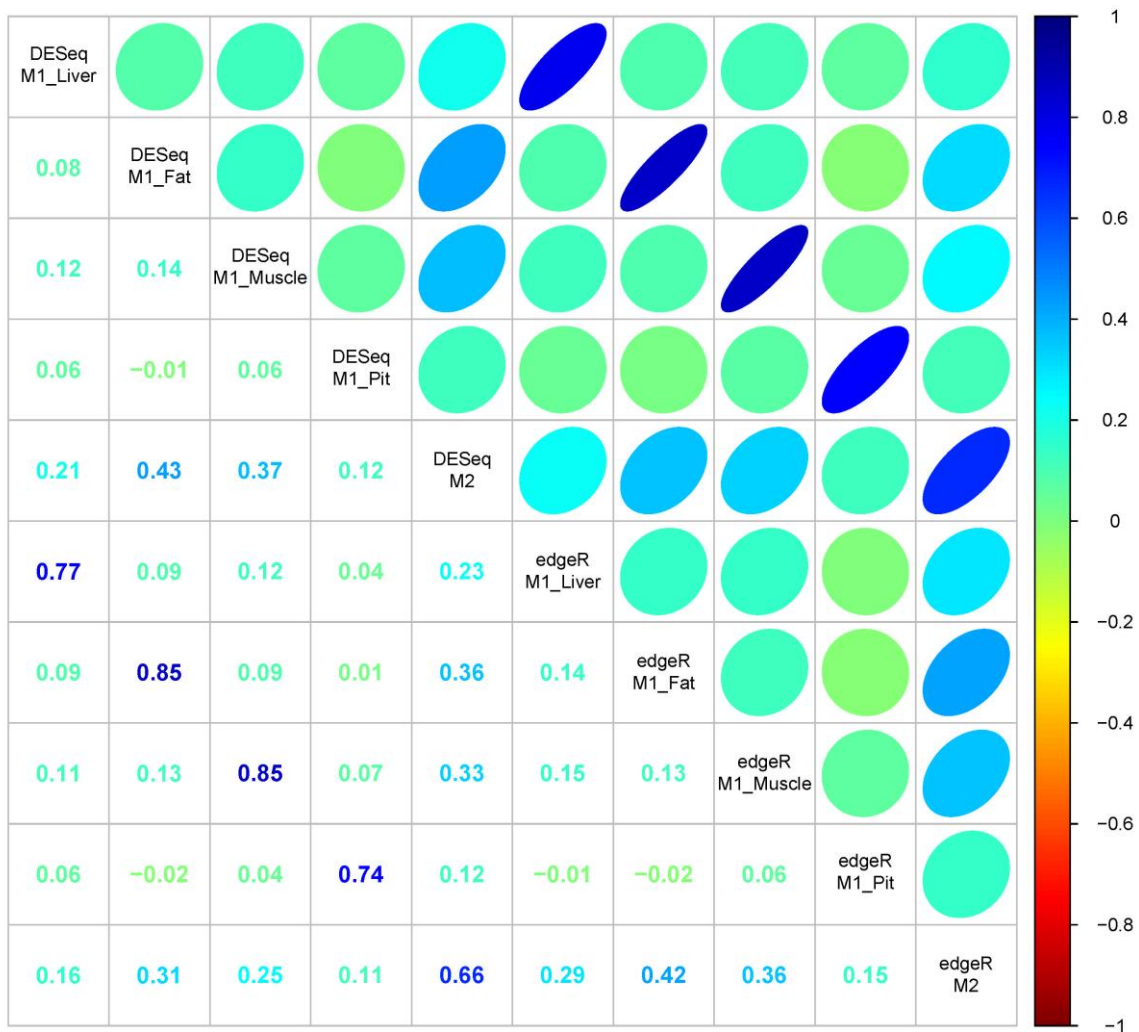 DESeq
M1_Liver
0.08
DESeq
M1_Fat
0.12 0.14
DESeq
M1_Muscle
0.06 −0.01 0.06
DESeq
M1_Pit
0.21 0.43 0.37 0.12
DESeq
M2
0.77 0.09 0.12 0.04 0.23
edgeR
M1_Liver
0.09 0.85 0.09 0.01 0.36 0.14
edgeR
M1_Fat
0.11 0.13 0.85 0.07 0.33 0.15 0.13
edgeR
M1_Muscle
0.06 −0.02 0.04 0.74 0.12 −0.01 −0.02 0.06
edgeR
M1_Pit
0.16 0.31 0.25 0.11 0.66 0.29 0.42 0.36 0.15
edgeR
M2
1
0.8
0.6
0.4
0.2
0
−0.2
−0.4
−0.6
−0.8
−1